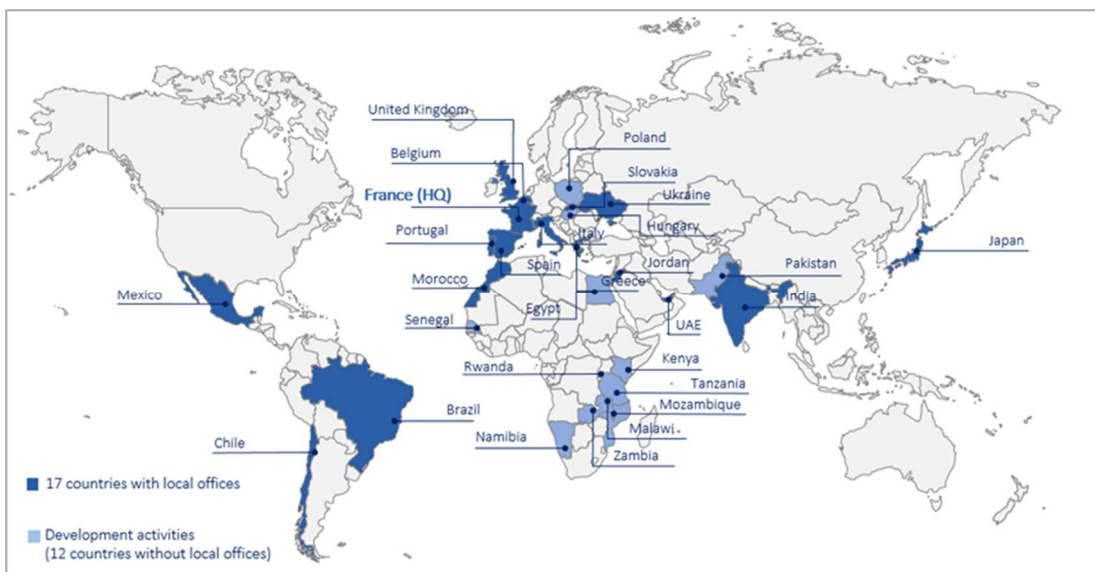 United Kingdom
Poland
Belgium
Slovakia
France (HQ)
Ukraine
Portugal
Italy
Hungary
Japan
Spain
Jordan
Pakistan
Morocco
Greece
Mexico
India
Egypt
Senegal
UAE
Rwanda
Kenya
Tanzania
Mozambique
Brazil
Malawi
Namibia
Chile
Zambia
17 countries with local offices
Development activities
(12 countries without local offices)